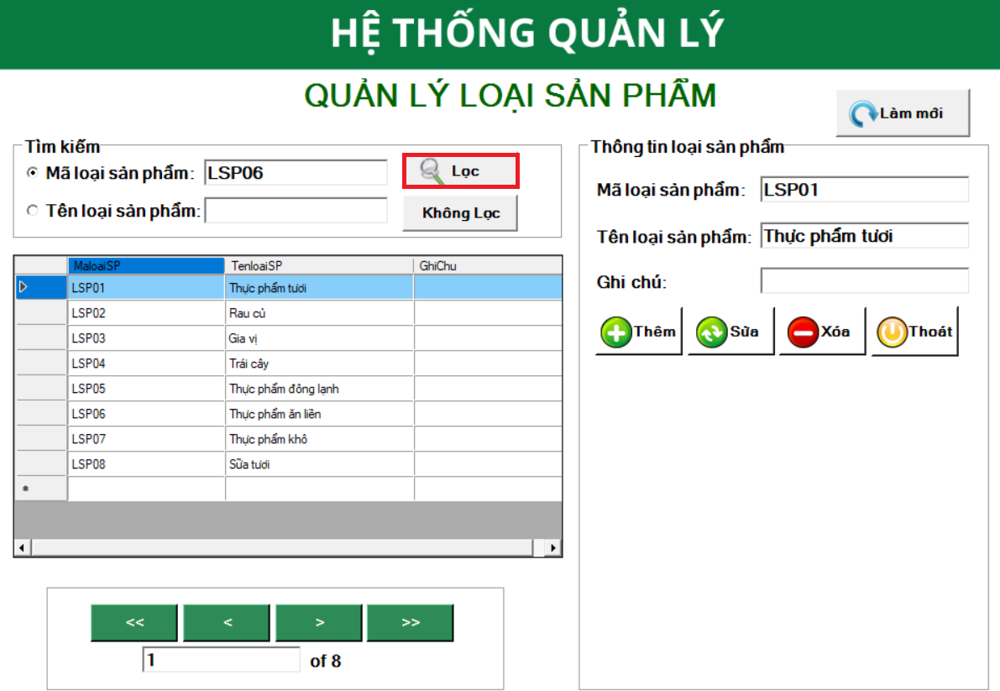 HỆ THỐNG QUẢN LÝ
QUẢN LÝ LOẠI SẢN PHẨM
Làm mới
Tìm kiếm
Mã loại sản phẩm: LSP06
Lọc
Tên loại sản phẩm:
Không Lọc
MaloaiSP TenloaiSP GhiChu
LSP01 Thực phẩm tươi
LSP02 Rau củ
LSP03 Gia vị
LSP04 Trái cây
LSP05 Thực phẩm đông lạnh
LSP06 Thực phẩm ăn liền
LSP07 Thực phẩm khô
LSP08 Sữa tươi
*
<< < > >>
1 of 8
Thông tin loại sản phẩm
Mã loại sản phẩm: LSP01
Tên loại sản phẩm: Thực phẩm tươi
Ghi chú:
Thêm Sửa Xóa Thoát